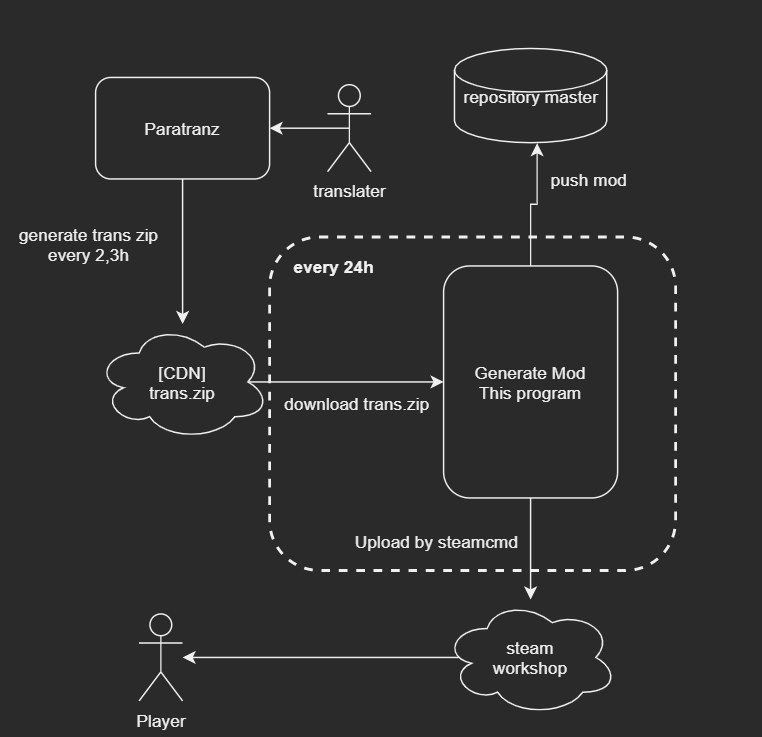 repository master
Paratranz
push mod
translater
generate trans zip
every 2,3h
every 24h
[CDN]
trans.zip
Generate Mod
This program
download trans.zip
Upload by steamcmd
steam
workshop
Player